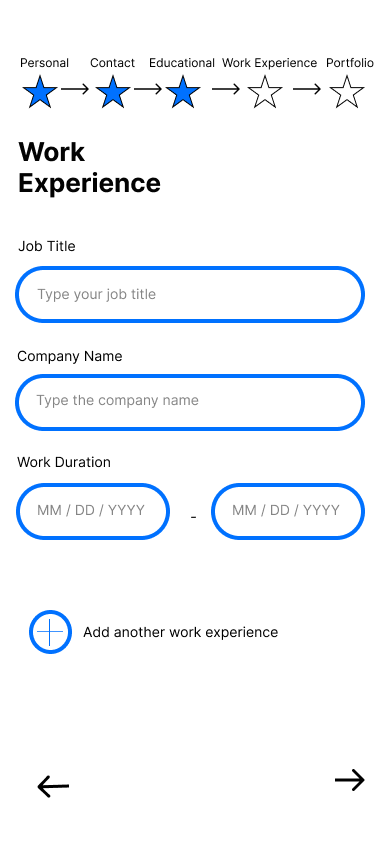 Personal Contact Educational Work Experience Portfolio
Work
Experience
Job Title
Type your job title
Company Name
Type the company name
Work Duration
MM / DD / YYYY - MM / DD / YYYY
Add another work experience